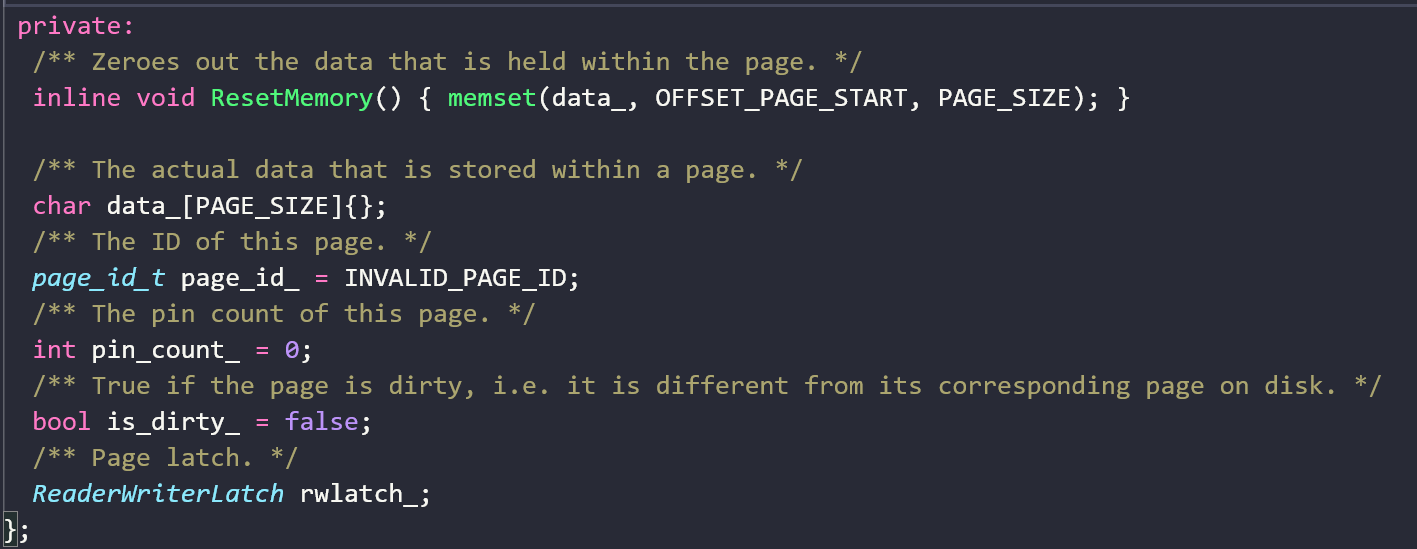 private:
/** Zeroes out the data that is held within the page. */
inline void ResetMemory() { memset(data_, OFFSET_PAGE_START, PAGE_SIZE); }
/** The actual data that is stored within a page. */
char data_[PAGE_SIZE]{};
/** The ID of this page. */
page_id_t page_id_ = INVALID_PAGE_ID;
/** The pin count of this page. */
int pin_count_ = 0;
/** True if the page is dirty, i.e. it is different from its corresponding page on disk. */
bool is_dirty_ = false;
/** Page latch. */
ReaderWriterLatch rwlatch_;
};